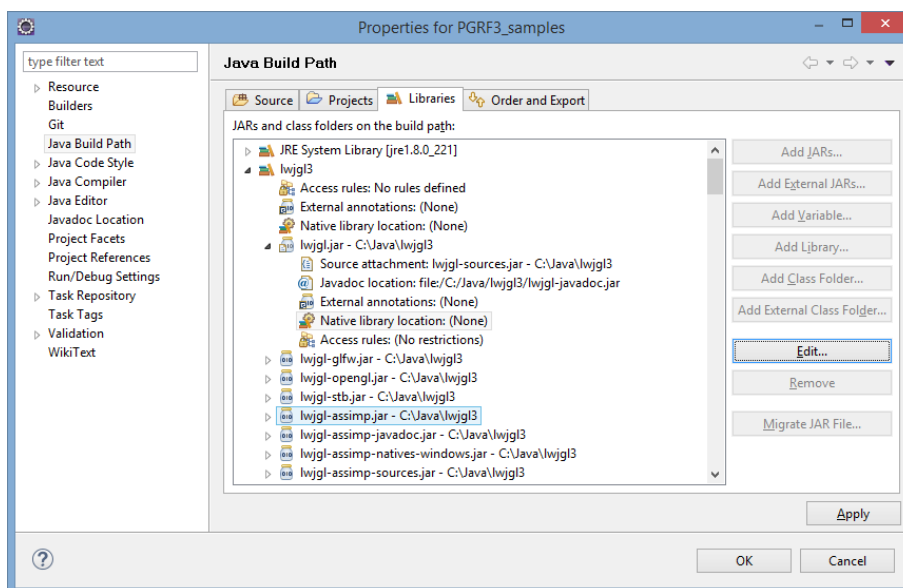 Properties for PGRF3_samples
type filter text
Resource
Builders
Git
Java Build Path
Java Code Style
Java Compiler
Java Editor
Javadoc Location
Project Facets
Project References
Run/Debug Settings
Task Repository
Task Tags
Validation
WikiText
Java Build Path
Source Projects Libraries Order and Export
JARs and class folders on the build path:
JRE System Library [jre1.8.0_221]
lwjgl3
Access rules: No rules defined
External annotations: (None)
Native library location: (None)
lwjgl.jar - C:\Java\lwjgl3
Source attachment: lwjgl-sources.jar - C:\Java\lwjgl3
Javadoc location: file:/C:/Java/lwjgl3/lwjgl-javadoc.jar
External annotations: (None)
Native library location: (None)
Access rules: (No restrictions)
lwjgl-glfw.jar - C:\Java\lwjgl3
lwjgl-opengl.jar - C:\Java\lwjgl3
lwjgl-stb.jar - C:\Java\lwjgl3
lwjgl-assimp.jar - C:\Java\lwjgl3
lwjgl-assimp-javadoc.jar - C:\Java\lwjgl3
lwjgl-assimp-natives-windows.jar - C:\Java\lwjgl3
lwjgl-assimp-sources.jar - C:\Java\lwjgl3
Add JARs...
Add External JARs...
Add Variable...
Add Library...
Add Class Folder...
Add External Class Folder...
Edit...
Remove
Migrate JAR File...
Apply
OK Cancel